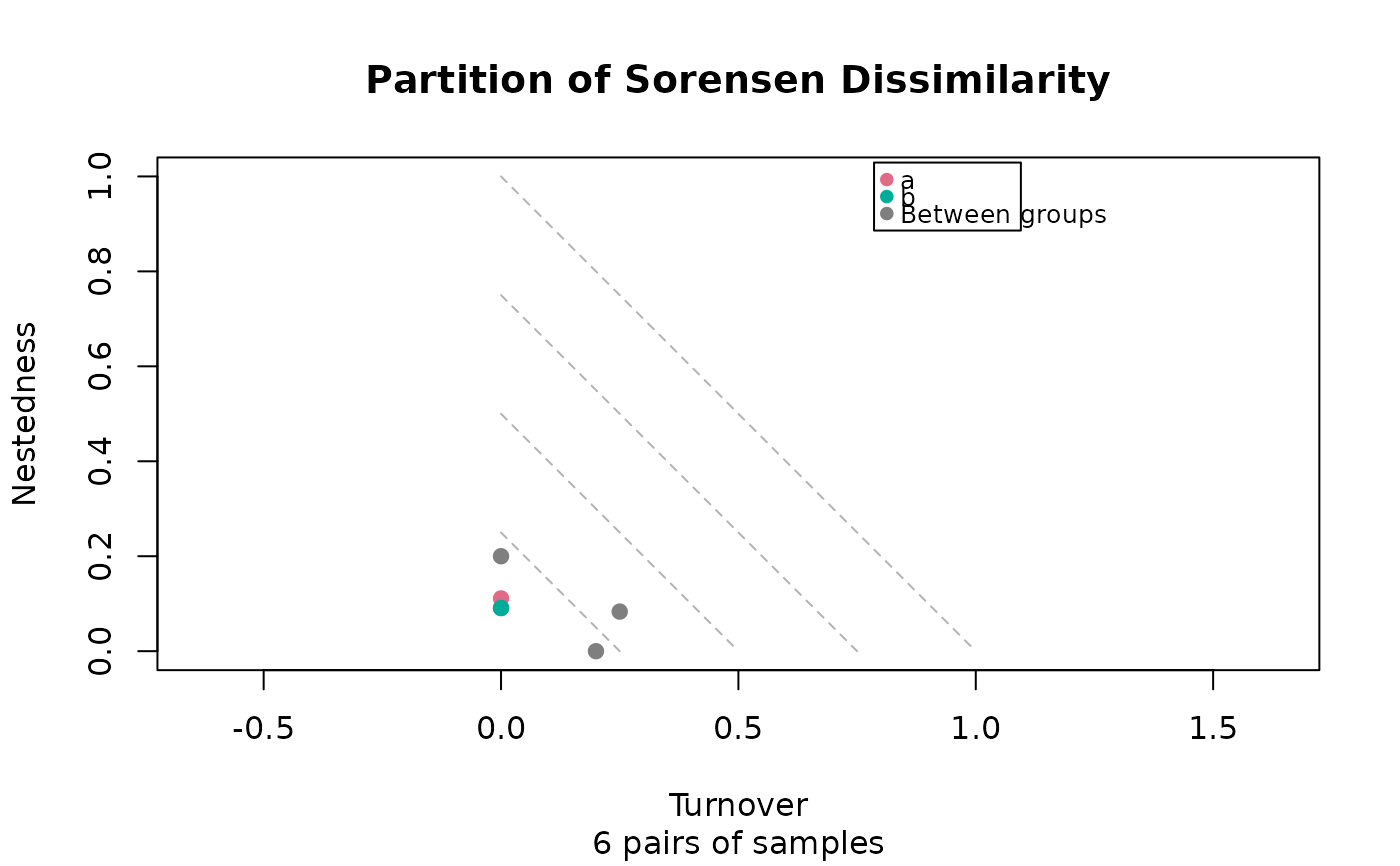 Partition of Sorensen Dissimilarity
Nestedness
1.0
0.8
0.6
0.4
0.2
0.0
a
b
Between groups
-0.5 0.0 0.5 1.0 1.5
Turnover
6 pairs of samples